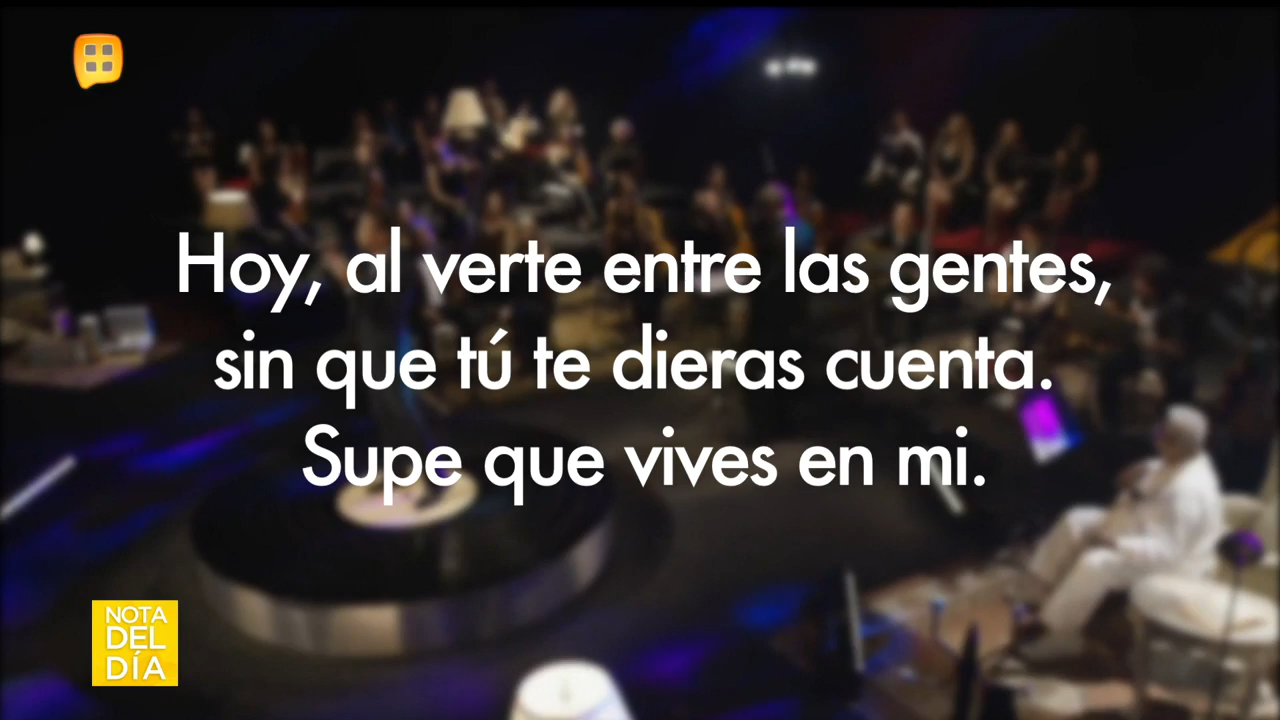 Hoy, al verte entre las gentes,
sin que tú te dieras cuenta.
Supe que vives en mi.
NOTA
DEL
DÍA